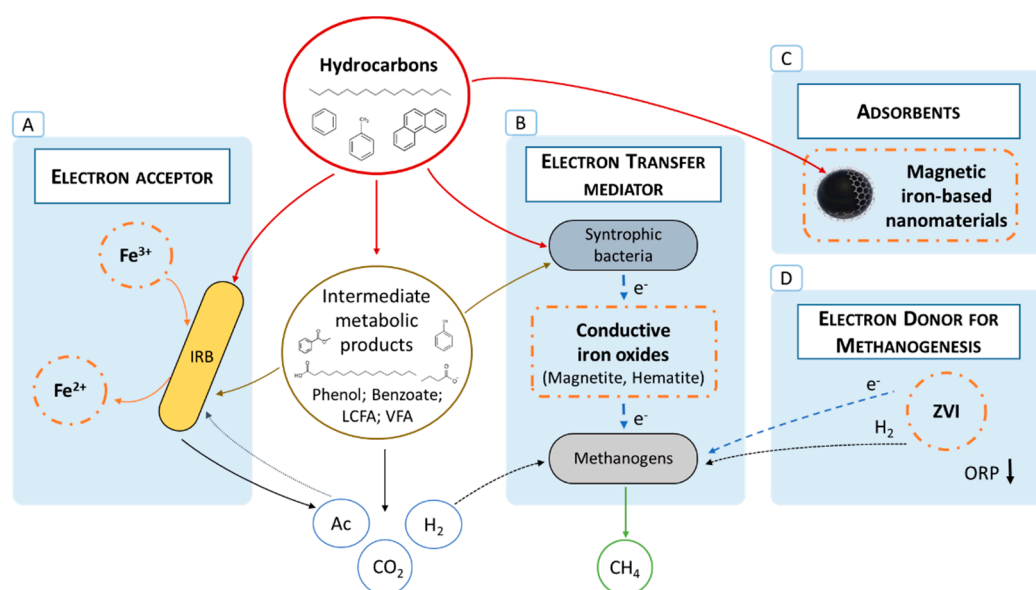 Hydrocarbons
CH3
A
ELECTRON ACCEPTOR
Fe3+
IRB
Fe2+
Intermediate
metabolic
products
HO
Phenol; Benzoate;
LCFA; VFA
Ac
CO2
H2
B
ELECTRON TRANSFER
MEDIATOR
Syntrophic
bacteria
e-
Conductive
iron oxides
(Magnetite, Hematite)
e-
Methanogens
CH4
C
ADSORBENTS
Magnetic
iron-based
nanomaterials
D
ELECTRON DONOR FOR
METHANOGENESIS
e-
ZVI
H2
ORP